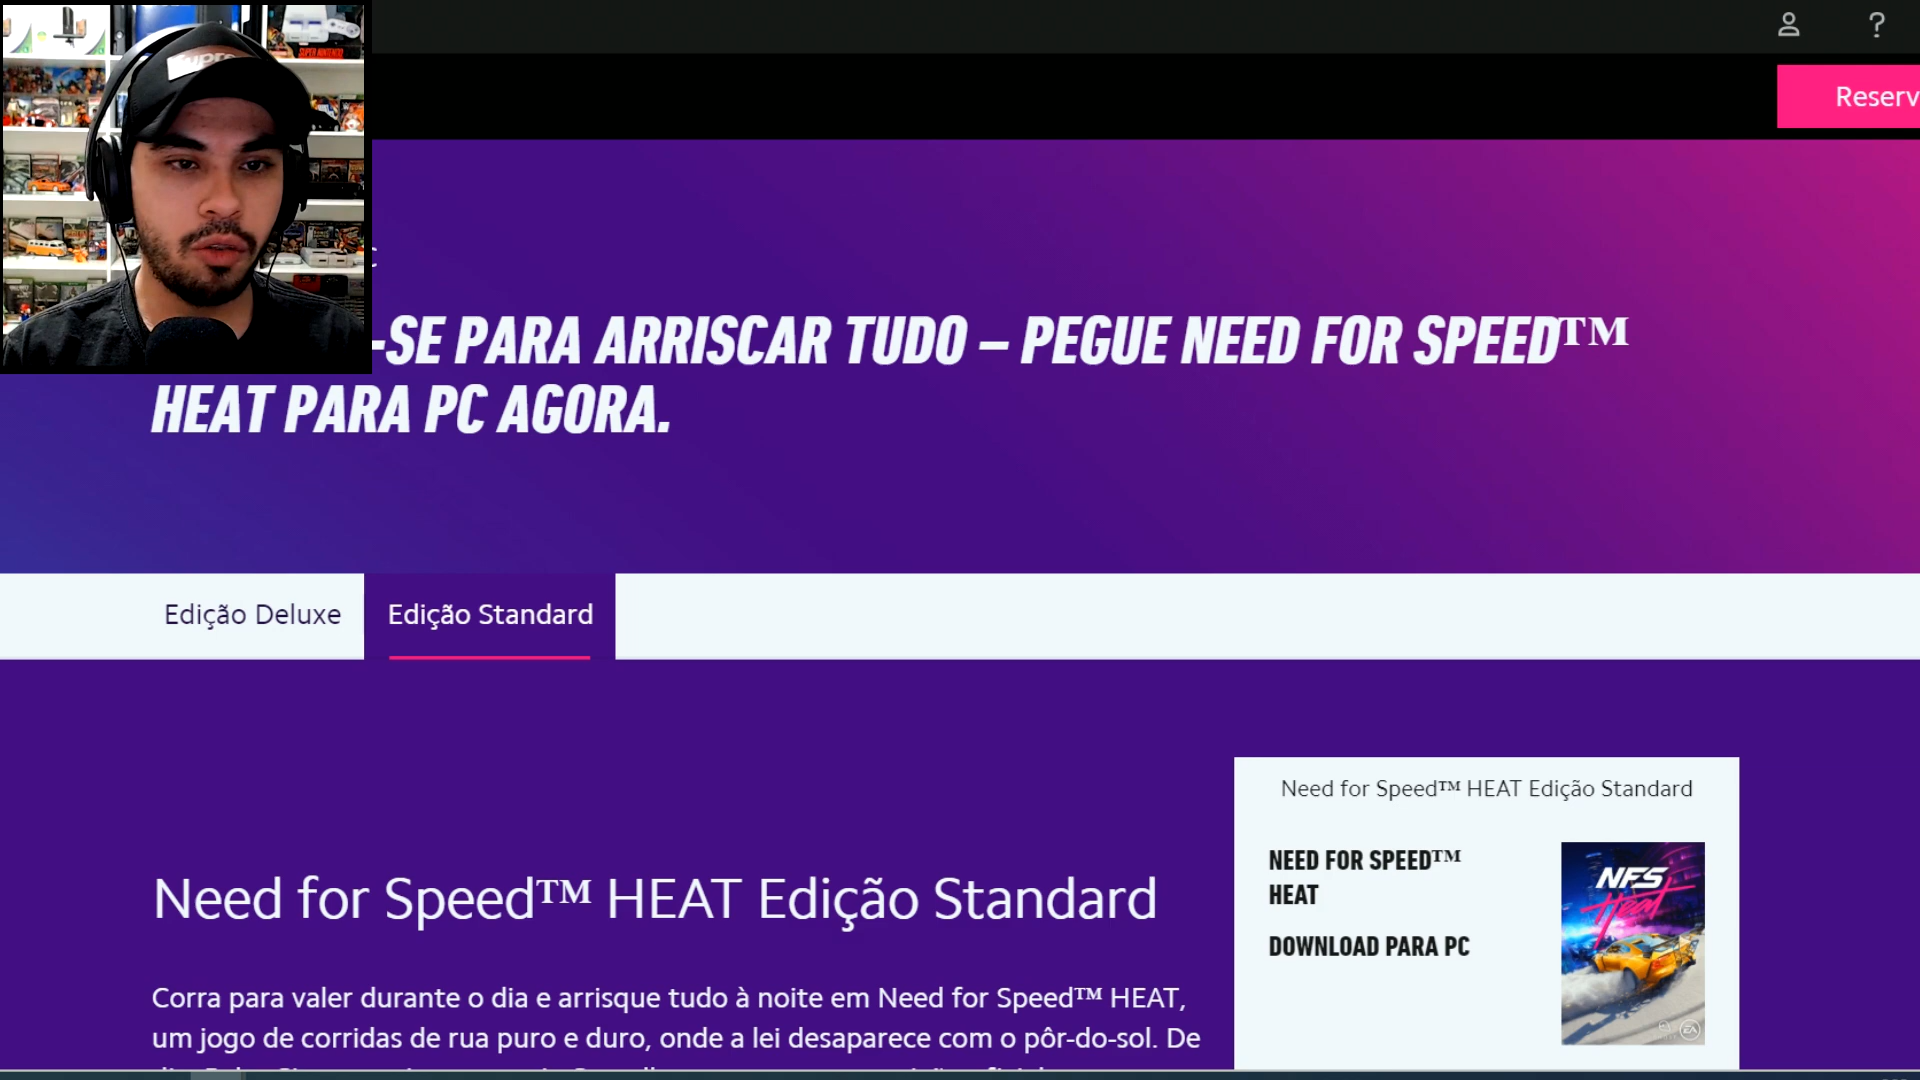 SUPER NINTENDO
Reserv
-SE PARA ARRISCAR TUDO – PEGUE NEED FOR SPEED™
HEAT PARA PC AGORA.
Edição Deluxe
Edição Standard
Need for Speed™ HEAT Edição Standard
NEED FOR SPEED™
HEAT
DOWNLOAD PARA PC
NFS
Heat
EA
Need for Speed™ HEAT Edição Standard
Corra para valer durante o dia e arrisque tudo à noite em Need for Speed™ HEAT,
um jogo de corridas de rua puro e duro, onde a lei desaparece com o pôr-do-sol. De